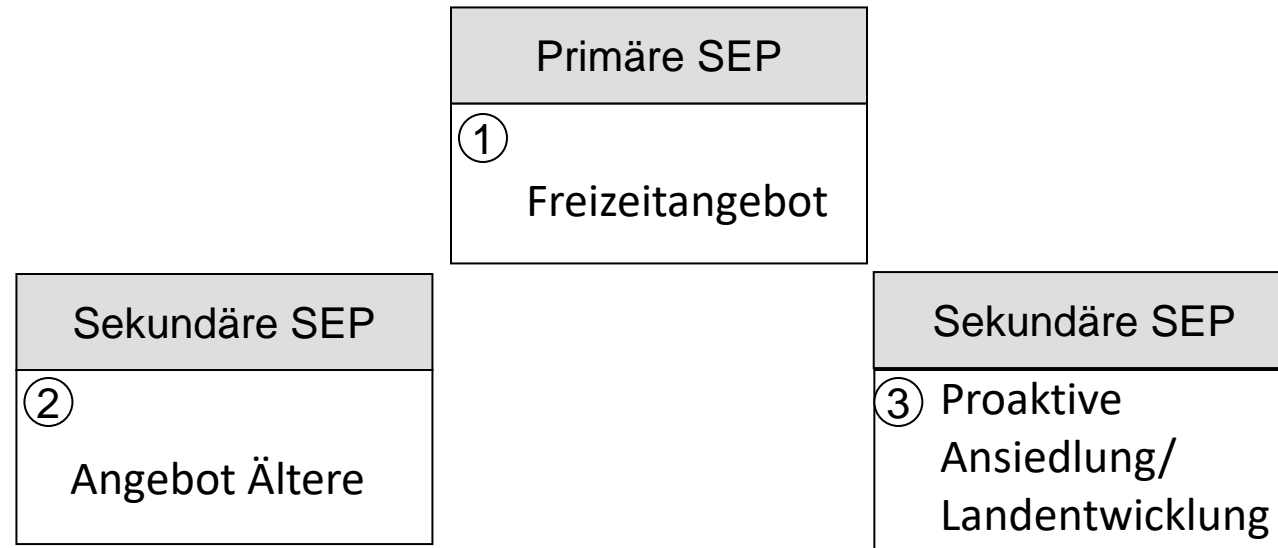 Primäre SEP
1
Freizeitangebot
Sekundäre SEP
2
Angebot Ältere
Sekundäre SEP
3 Proaktive
Ansiedlung/
Landentwicklung